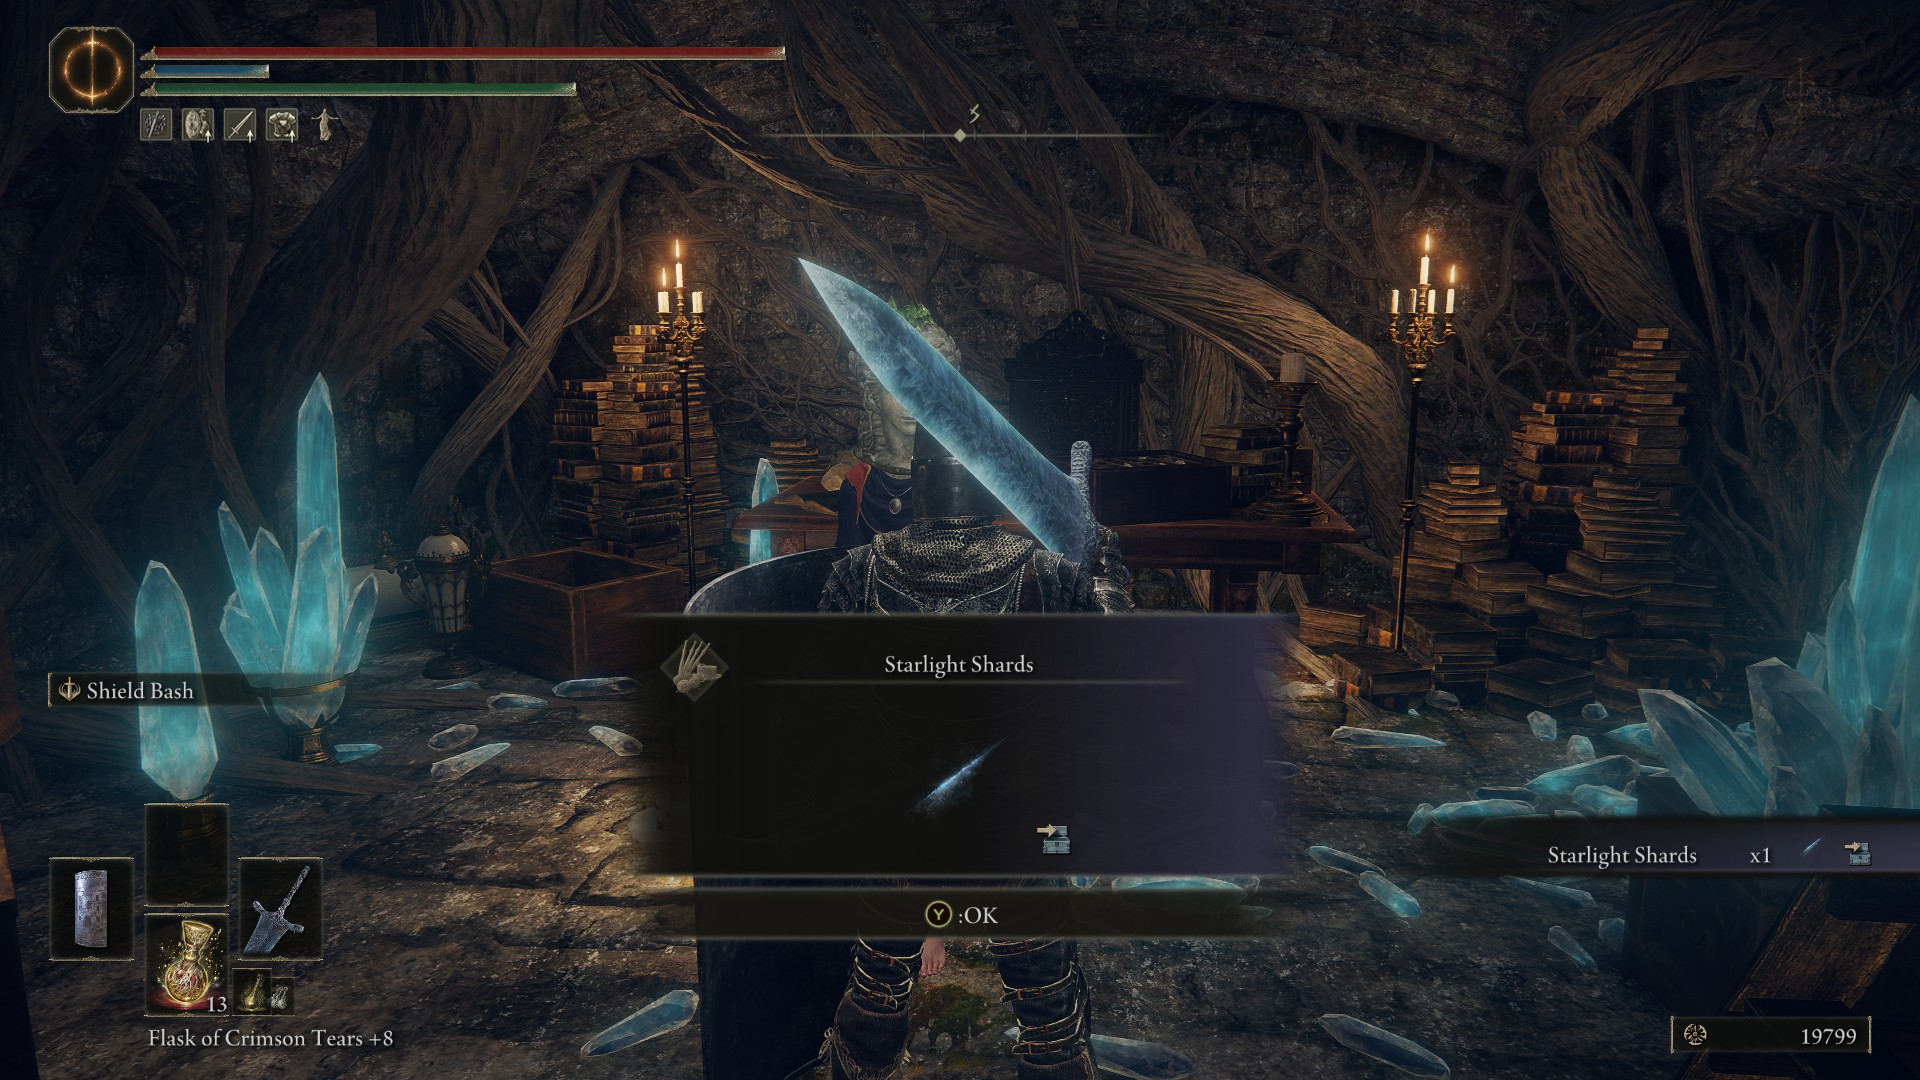 S
Starlight Shards
Shield Bash
Starlight Shards x1
Y :OK
13
Flask of Crimson Tears +8
19799